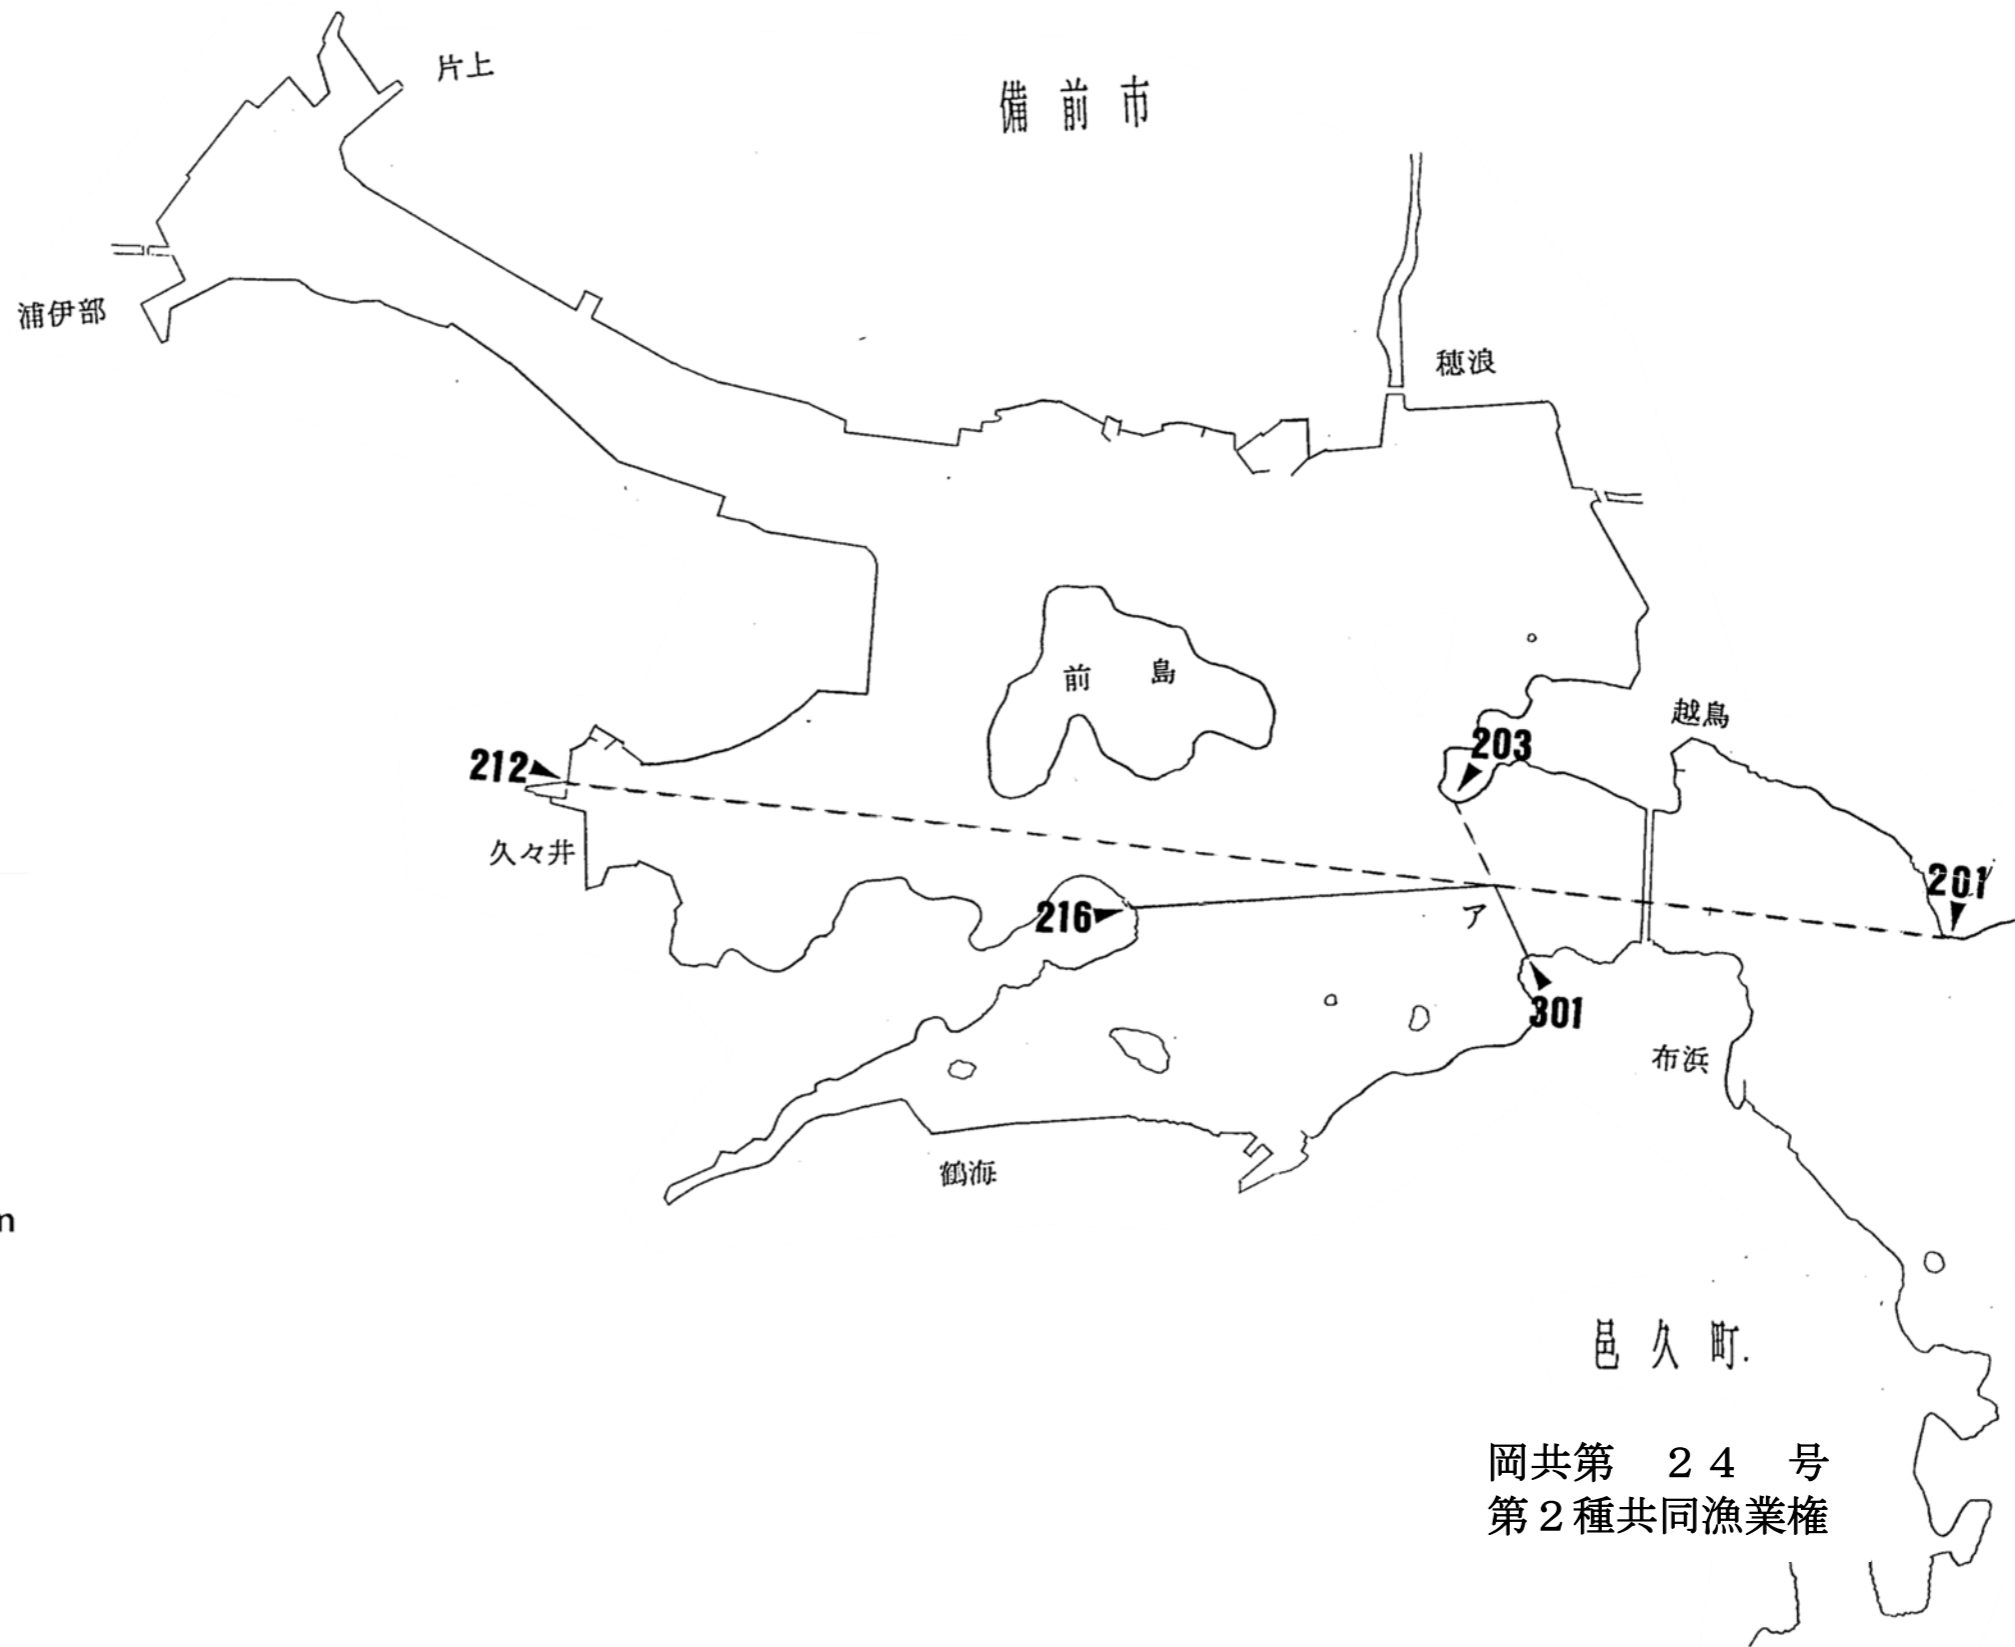 片上
備前市
浦伊部
穂浪
前島
越鳥
203
212
久々井
201
216
ア
301
布浜
鶴海
n
邑久町
岡共第　２４　号
第２種共同漁業権